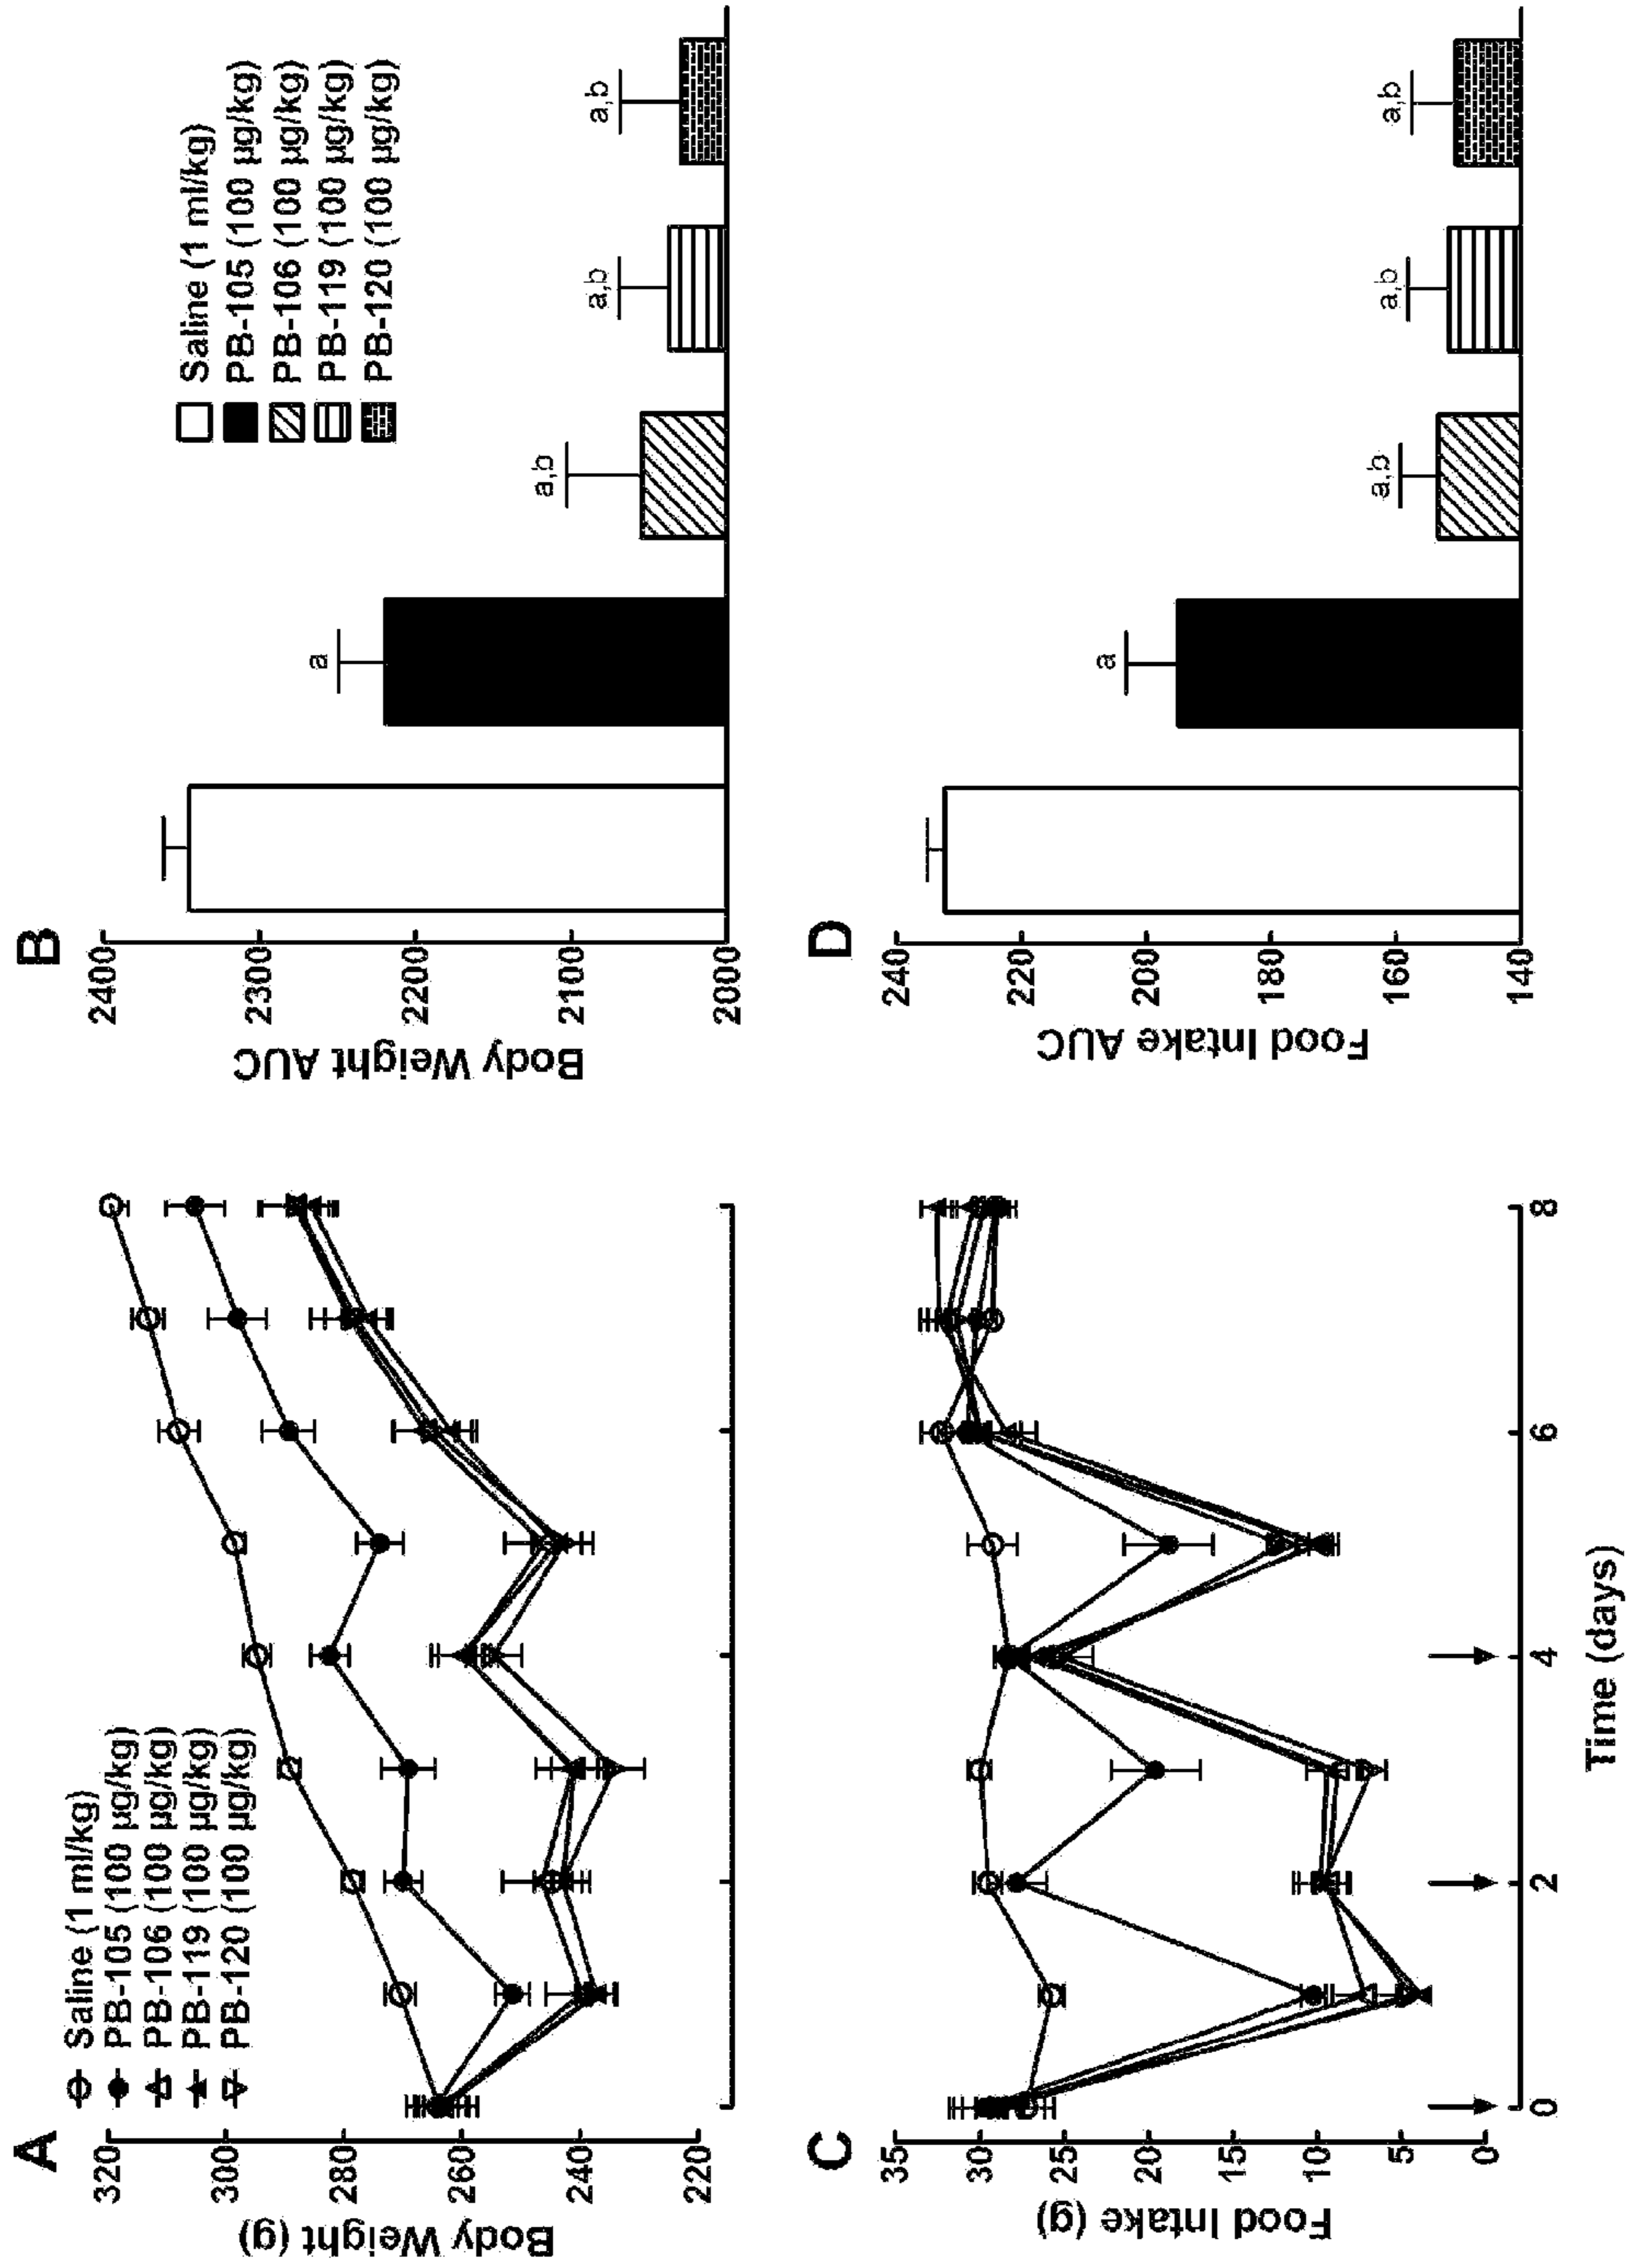 A
320
300
280
260
240
220
Body Weight (g)
Saline (1 ml/kg)
PB-105 (100 µg/kg)
PB-106 (100 µg/kg)
PB-119 (100 µg/kg)
PB-120 (100 µg/kg)
B
2400
2300
2200
2100
2000
Body Weight AUC
Saline (1 ml/kg)
PB-105 (100 µg/kg)
PB-106 (100 µg/kg)
PB-119 (100 µg/kg)
PB-120 (100 µg/kg)
a
a,b
a,b
a,b
C
35
30
25
20
15
10
5
0
Food Intake (g)
0
2
4
6
8
Time (days)
D
240
220
200
180
160
140
Food Intake AUC
a
a,b
a,b
a,b